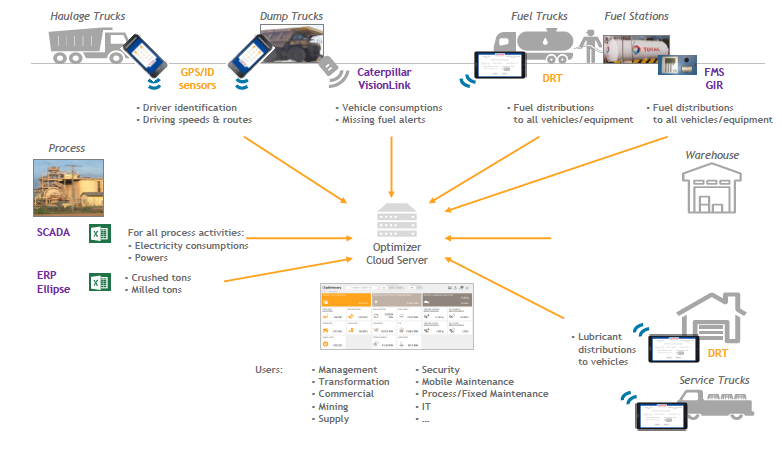 Haulage Trucks
Dump Trucks
Fuel Trucks
Fuel Stations
TOTAL
GPS/ID
sensors
Caterpillar
VisionLink
DRT
FMS
GIR
• Driver identification
• Driving speeds & routes
• Vehicle consumptions
• Missing fuel alerts
• Fuel distributions
to all vehicles/equipment
• Fuel distributions
to all vehicles/equipment
Process
Warehouse
SCADA
For all process activities:
• Electricity consumptions
• Powers
Optimizer
Cloud Server
ERP
Ellipse
• Crushed tons
• Milled tons
• Lubricant
distributions
to vehicles
DRT
Users:
• Management
• Transformation
• Commercial
• Mining
• Supply
• Security
• Mobile Maintenance
• Process/Fixed Maintenance
• IT
• …
Service Trucks